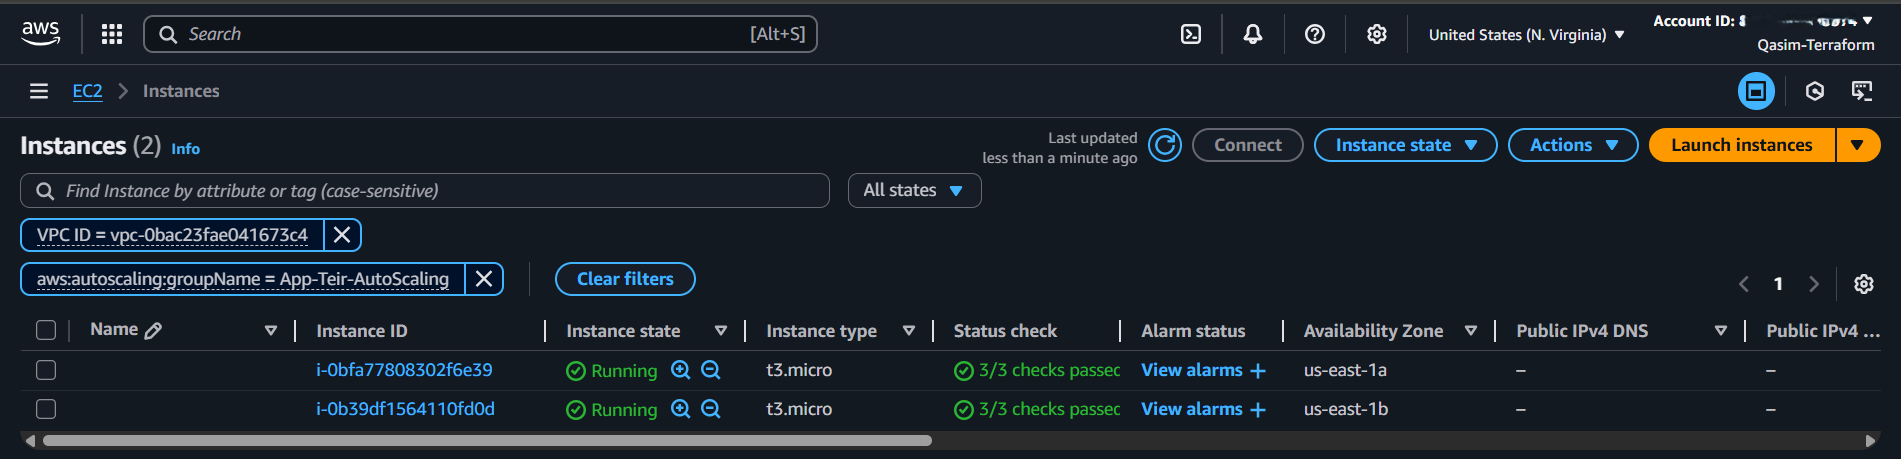 aws
Search [Alt+S]
United States (N. Virginia)
Account ID:
Qasim-Terraform
EC2 Instances
Instances (2) Info
Last updated
less than a minute ago
Connect
Instance state
Actions
Launch instances
Find Instance by attribute or tag (case-sensitive)
All states
VPC ID = vpc-0bac23fae041673c4
aws:autoscaling:groupName = App-Teir-AutoScaling
Clear filters
1
Name Instance ID Instance state Instance type Status check Alarm status Availability Zone Public IPv4 DNS Public IPv4 ...
i-0bfa77808302f6e39 Running t3.micro 3/3 checks passed View alarms + us-east-1a – –
i-0b39df1564110fd0d Running t3.micro 3/3 checks passed View alarms + us-east-1b – –